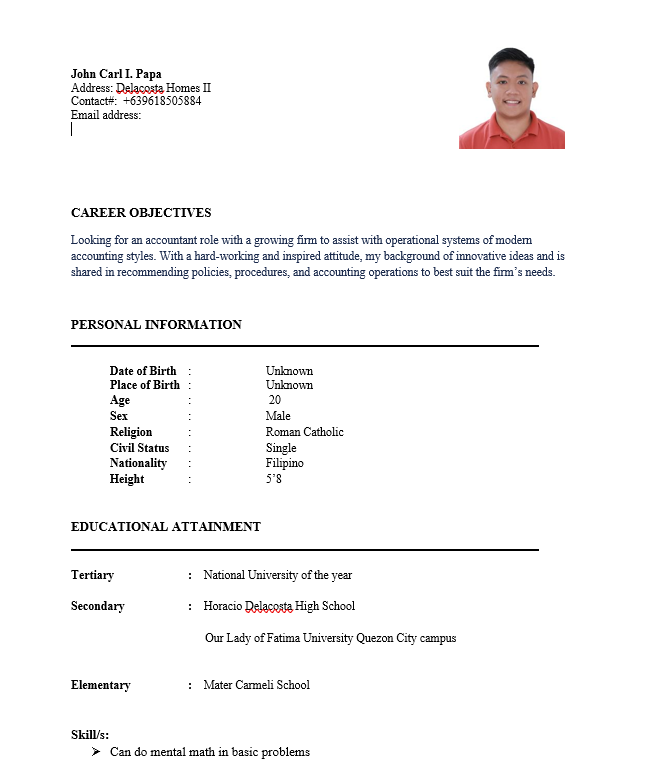 John Carl I. Papa
Address: Delacosta Homes II
Contact#: +639618505884
Email address:
CAREER OBJECTIVES
Looking for an accountant role with a growing firm to assist with operational systems of modern
accounting styles. With a hard-working and inspired attitude, my background of innovative ideas and is
shared in recommending policies, procedures, and accounting operations to best suit the firm’s needs.
PERSONAL INFORMATION
Date of Birth : Unknown
Place of Birth : Unknown
Age : 20
Sex : Male
Religion : Roman Catholic
Civil Status : Single
Nationality : Filipino
Height : 5’8
EDUCATIONAL ATTAINMENT
Tertiary : National University of the year
Secondary : Horacio Delacosta High School
Our Lady of Fatima University Quezon City campus
Elementary : Mater Carmeli School
Skill/s:
➢ Can do mental math in basic problems